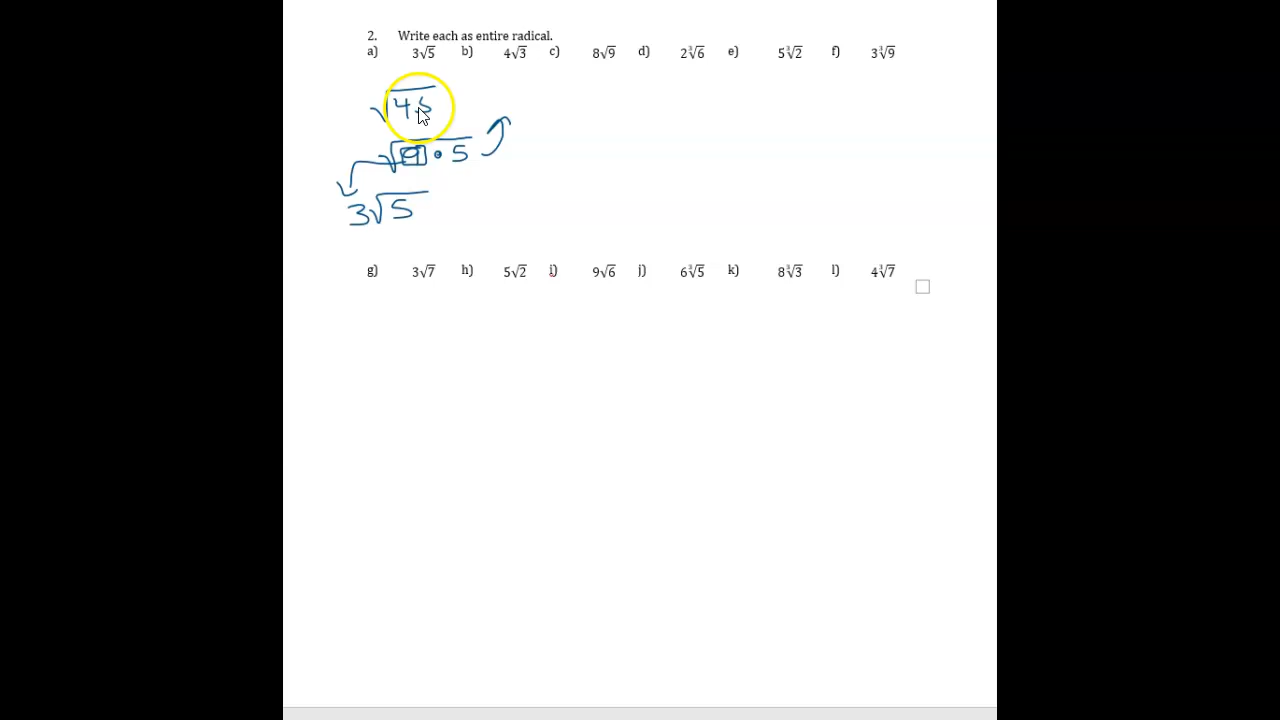 2. Write each as entire radical.
a) 3√5 b) 4√3 c) 8√9 d) 2∛6 e) 5∛2 f) 3∛9
√45
√9 • 5
3√5
g) 3√7 h) 5√2 i) 9√6 j) 6∛5 k) 8∛3 l) 4∛7